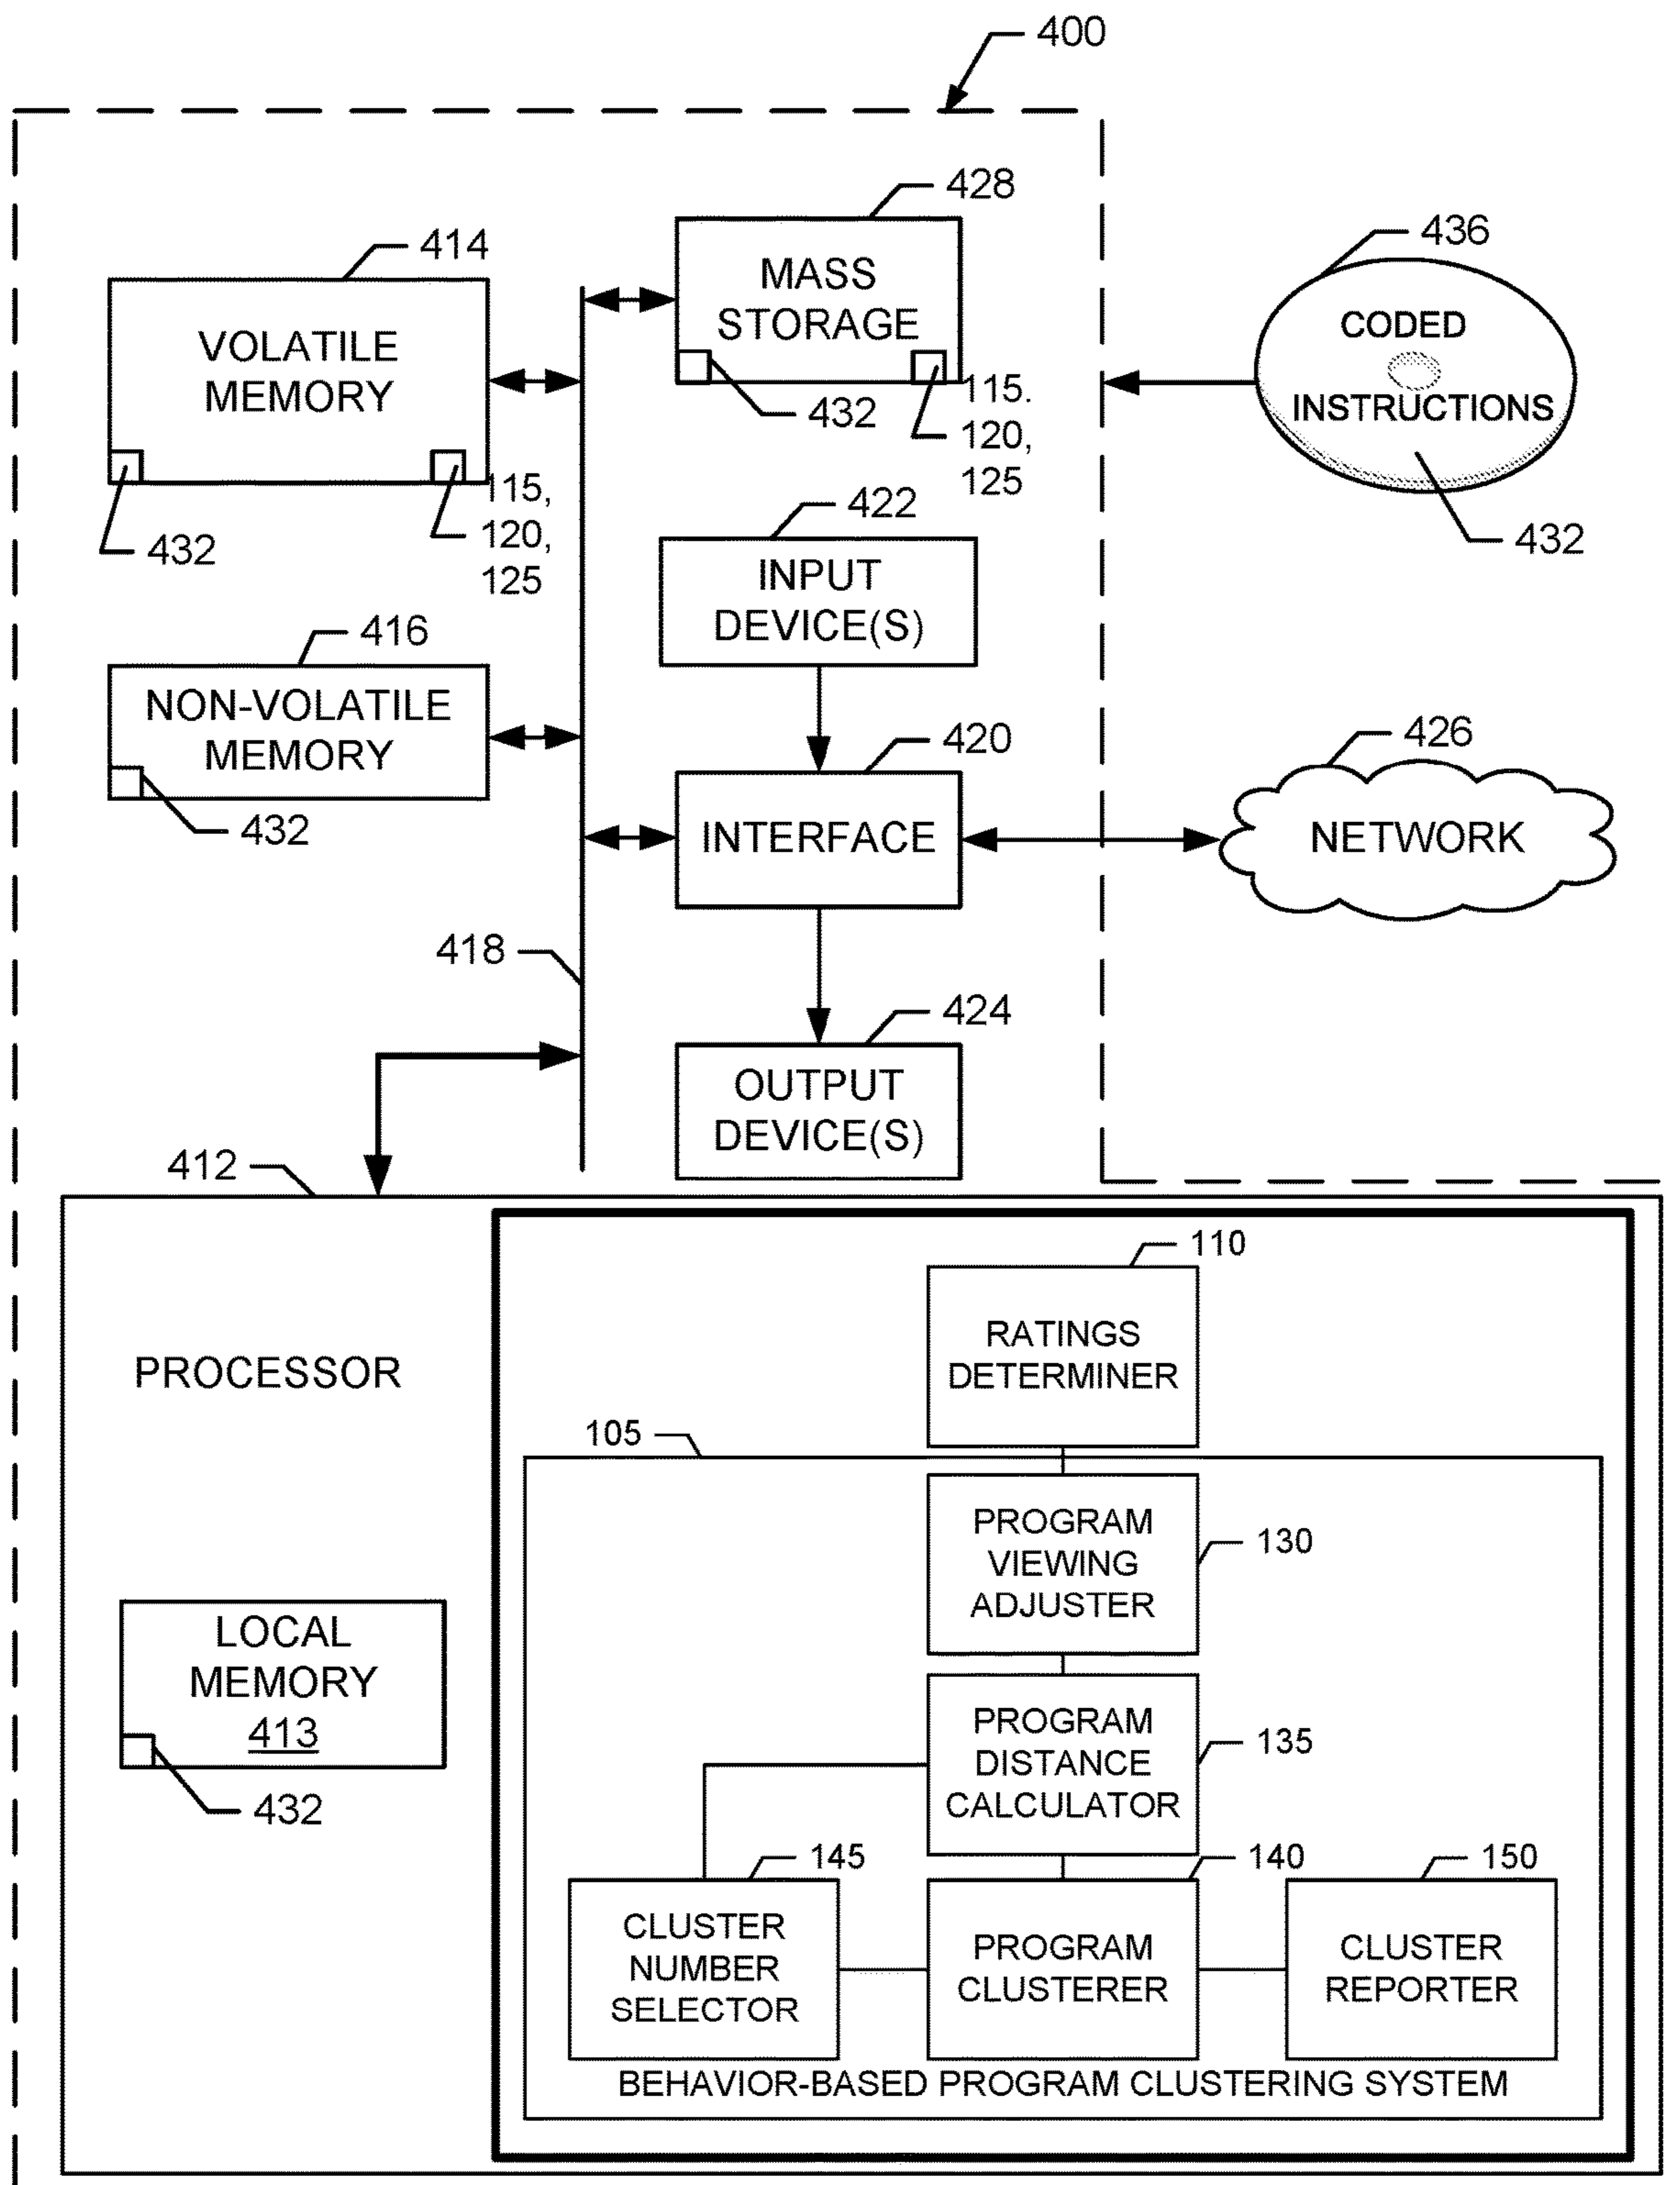 400
428
414
436
MASS
STORAGE
CODED
INSTRUCTIONS
VOLATILE
MEMORY
115.
120,
125
432
432
115,
120,
125
432
422
INPUT
DEVICE(S)
416
NON-VOLATILE
MEMORY
432
420
INTERFACE
426
NETWORK
418
424
OUTPUT
DEVICE(S)
412
PROCESSOR
110
RATINGS
DETERMINER
105
PROGRAM
VIEWING
ADJUSTER
130
LOCAL
MEMORY
413
432
PROGRAM
DISTANCE
CALCULATOR
135
145
140
150
CLUSTER
NUMBER
SELECTOR
PROGRAM
CLUSTERER
CLUSTER
REPORTER
BEHAVIOR-BASED PROGRAM CLUSTERING SYSTEM